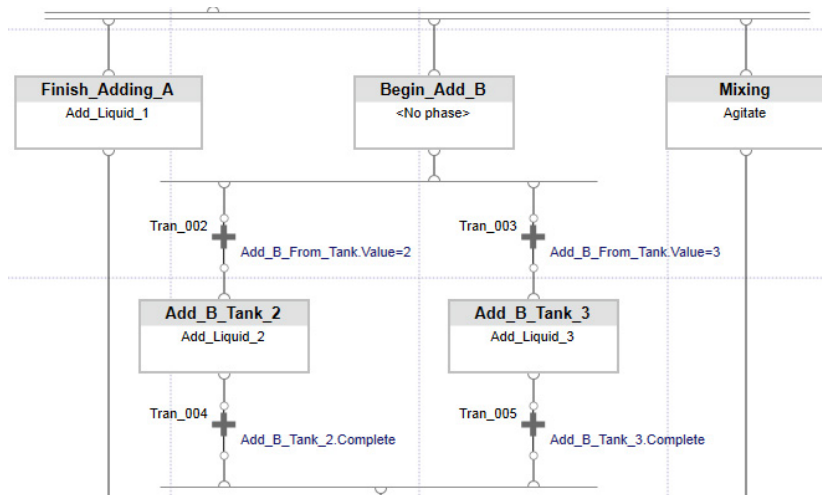 Finish_Adding_A
Add_Liquid_1
Begin_Add_B
<No phase>
Mixing
Agitate
Tran_002
Add_B_From_Tank.Value=2
Tran_003
Add_B_From_Tank.Value=3
Add_B_Tank_2
Add_Liquid_2
Add_B_Tank_3
Add_Liquid_3
Tran_004
Add_B_Tank_2.Complete
Tran_005
Add_B_Tank_3.Complete